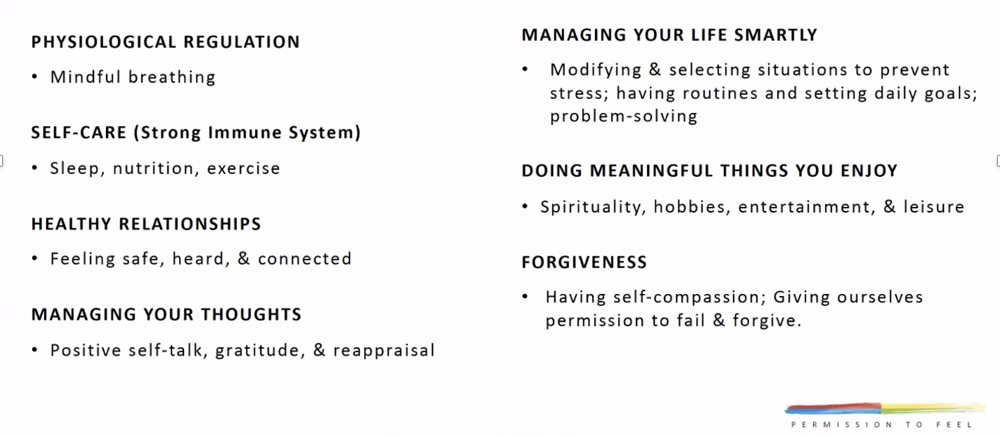 PHYSIOLOGICAL REGULATION
• Mindful breathing
SELF-CARE (Strong Immune System)
• Sleep, nutrition, exercise
HEALTHY RELATIONSHIPS
• Feeling safe, heard, & connected
MANAGING YOUR THOUGHTS
• Positive self-talk, gratitude, & reappraisal
MANAGING YOUR LIFE SMARTLY
• Modifying & selecting situations to prevent
stress; having routines and setting daily goals;
problem-solving
DOING MEANINGFUL THINGS YOU ENJOY
• Spirituality, hobbies, entertainment, & leisure
FORGIVENESS
• Having self-compassion; Giving ourselves
permission to fail & forgive.
PERMISSION TO FEEL